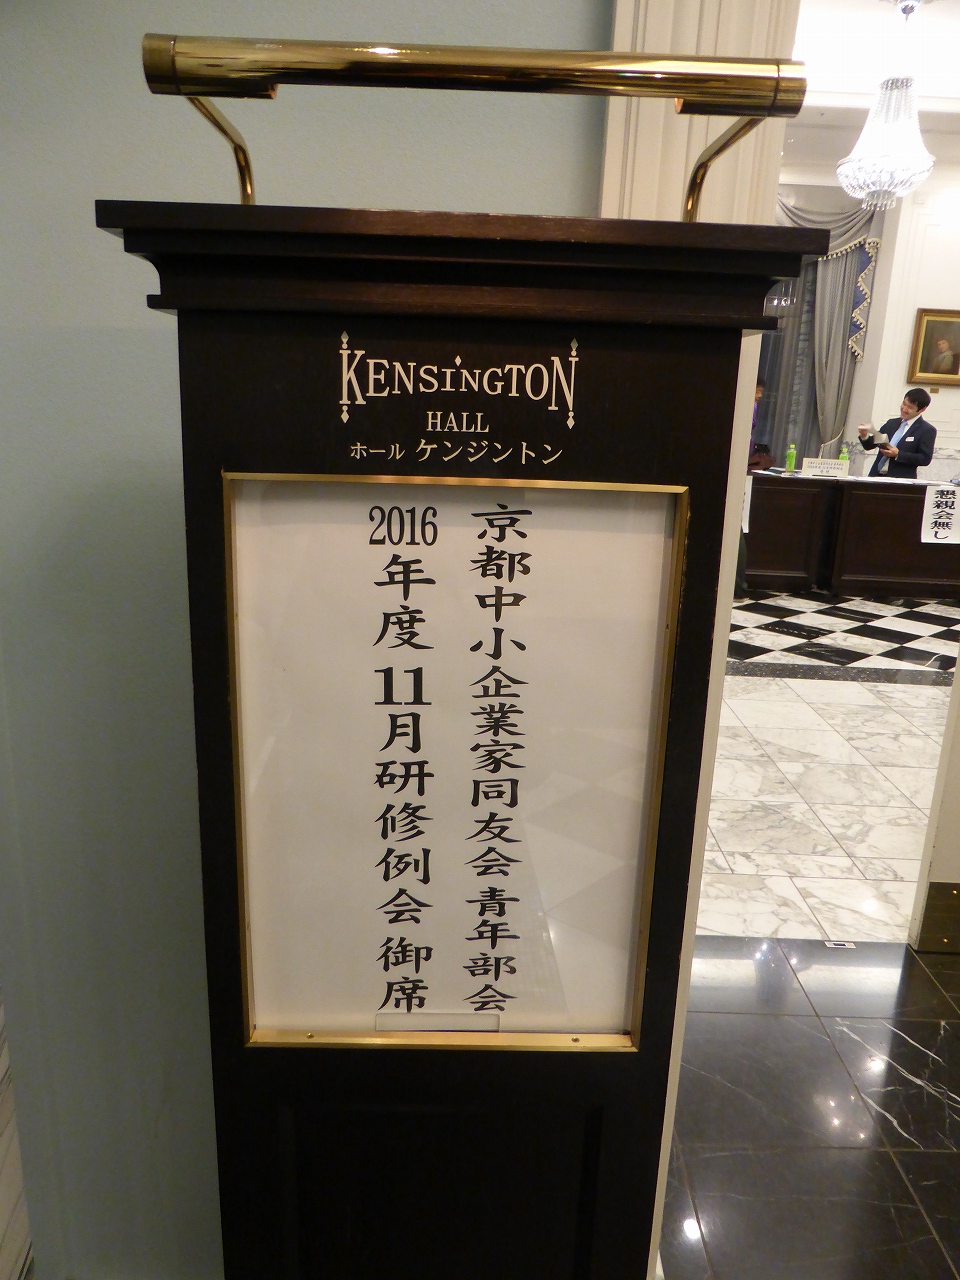 KENSINGTON
HALL
ホール ケンジントン
京都中小企業家同友会 青年部会
2016年度 11月研修例会 御席
懇親会無し